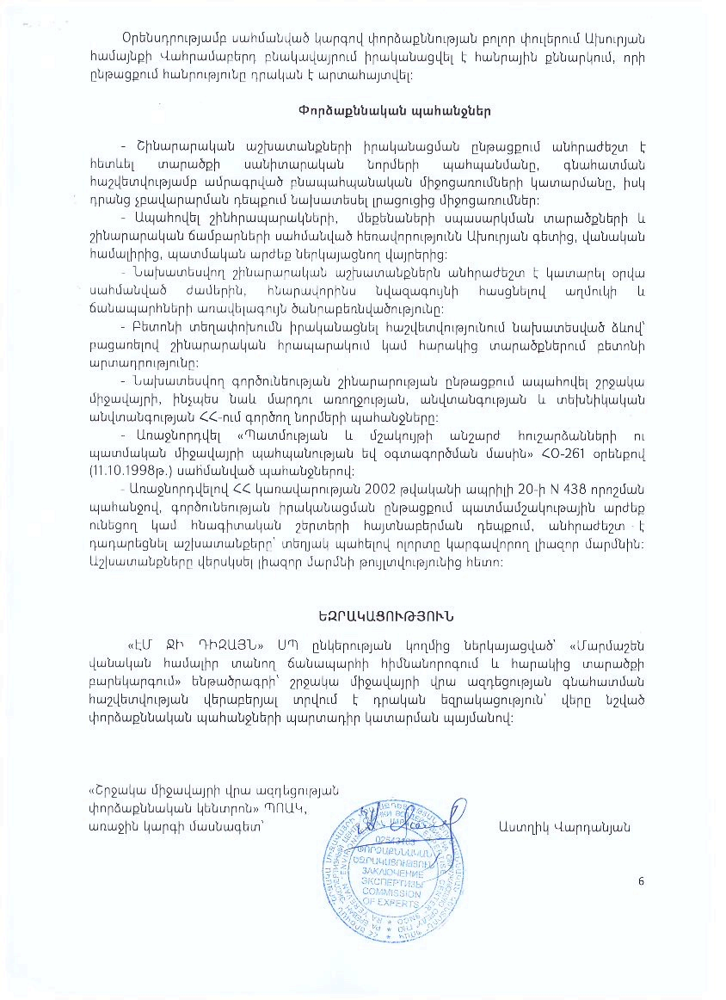 Օրենսդրությամբ սահմանված կարգով փորձաքննության բոլոր փուլերում Ախուրյան
համայնքի Վահրամաբերդ բնակավայրում իրականացվել է հանրային քննարկում, որի
ընթացքում հանրությունը դրական է արտահայտվել:
Փորձաքննական պահանջներ
- Շինարարական աշխատանքների իրականացման ընթացքում անհրաժեշտ է
հետևել տարածքի սանիտարական նորմերի պահպանմանը, գնահատման
հաշվետվությամբ ամրագրված բնապահպանական միջոցառումների կատարմանը, իսկ
դրանց չբավարարման դեպքում նախատեսել լրացուցիչ միջոցառումներ:
- Ապահովել շինհրապարակների, մեքենաների սպասարկման տարածքների և
շինարարական ճամբարների սահմանված հեռավորությունն Ախուրյան գետից, վանական
համալիրից, պատմական արժեք ներկայացնող վայրերից:
- Նախատեսվող շինարարական աշխատանքներն անհրաժեշտ է կատարել օրվա
սահմանված ժամերին, հնարավորինս նվազագույնի հասցնելով աղմուկի և
ճանապարհների առավելագույն ծանրաբեռնվածությունը:
- Բետոնի տեղափոխումն իրականացնել հաշվետվությունում նախատեսված ձևով՝
բացառելով շինարարական հրապարակում կամ հարակից տարածքներում բետոնի
արտադրությունը:
- Նախատեսվող գործունեության շինարարության ընթացքում ապահովել շրջակա
միջավայրի, ինչպես նաև մարդու առողջության, անվտանգության և տեխնիկական
անվտանգության ՀՀ-ում գործող նորմերի պահանջները:
- Առաջնորդվել «Պատմության և մշակույթի անշարժ հուշարձանների ու
պատմական միջավայրի պահպանության եվ օգտագործման մասին» ՀՕ-261 օրենքով
(11.10.1998թ.) սահմանված պահանջներով:
- Առաջնորդվելով ՀՀ կառավարության 2002 թվականի ապրիլի 20-ի N 438 որոշման
պահանջով, գործունեության իրականացման ընթացքում պատմամշակութային արժեք
ունեցող կամ հնագիտական շերտերի հայտնաբերման դեպքում, անհրաժեշտ է
դադարեցնել աշխատանքները՝ տեղյակ պահելով ոլորտը կարգավորող լիազոր մարմնին:
Աշխատանքները վերսկսել լիազոր մարմնի թույլտվությունից հետո:
ԵԶՐԱԿԱՑՈՒԹՅՈՒՆ
«ԷՄ ՋԻ ԴԻԶԱՅՆ» ՍՊ ընկերության կողմից ներկայացված՝ «Մարմաշեն
վանական համալիր տանող ճանապարհի հիմնանորոգում և հարակից տարածքի
բարեկարգում» ենթածրագրի՝ շրջակա միջավայրի վրա ազդեցության գնահատման
հաշվետվության վերաբերյալ տրվում է դրական եզրակացություն՝ վերը նշված
փորձաքննական պահանջների պարտադիր կատարման պայմանով:
«Շրջակա միջավայրի վրա ազդեցության
փորձաքննական կենտրոն» ՊՈԱԿ,
առաջին կարգի մասնագետ՝ Աստղիկ Վարդանյան
ՓՈՐՁԱՔՆՆԱԿԱՆ
ԵԶՐԱԿԱՑՈՒԹՅՈՒՆ
ЗАКЛЮЧЕНИЕ
ЭКСПЕРТИЗЫ
COMMISSION
OF EXPERTS
6